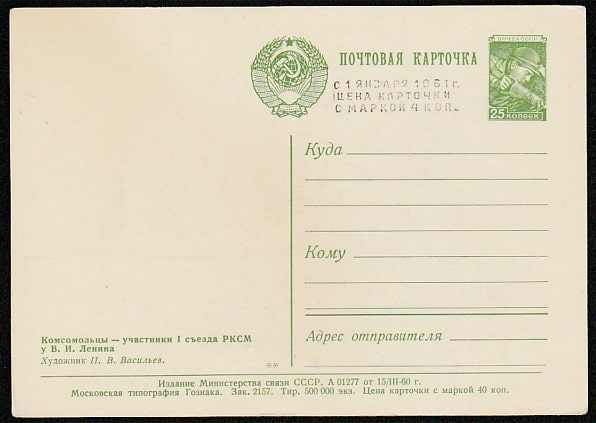 ПОЧТОВАЯ КАРТОЧКА
ПОЧТА СССР
25 КОПЕЕК
С 1 ЯНВАРЯ 1961 г.
ЦЕНА КАРТОЧКИ
С МАРКОЙ 4 КОП.
Куда
Кому
Адрес отправителя
Комсомольцы — участники I съезда РКСМ
у В. И. Ленина
Художник П. В. Васильев.
Издание Министерства связи СССР. А 01277 от 15/III-60 г.
Московская типография Гознака. Зак. 2157. Тир. 500 000 экз. Цена карточки с маркой 40 коп.